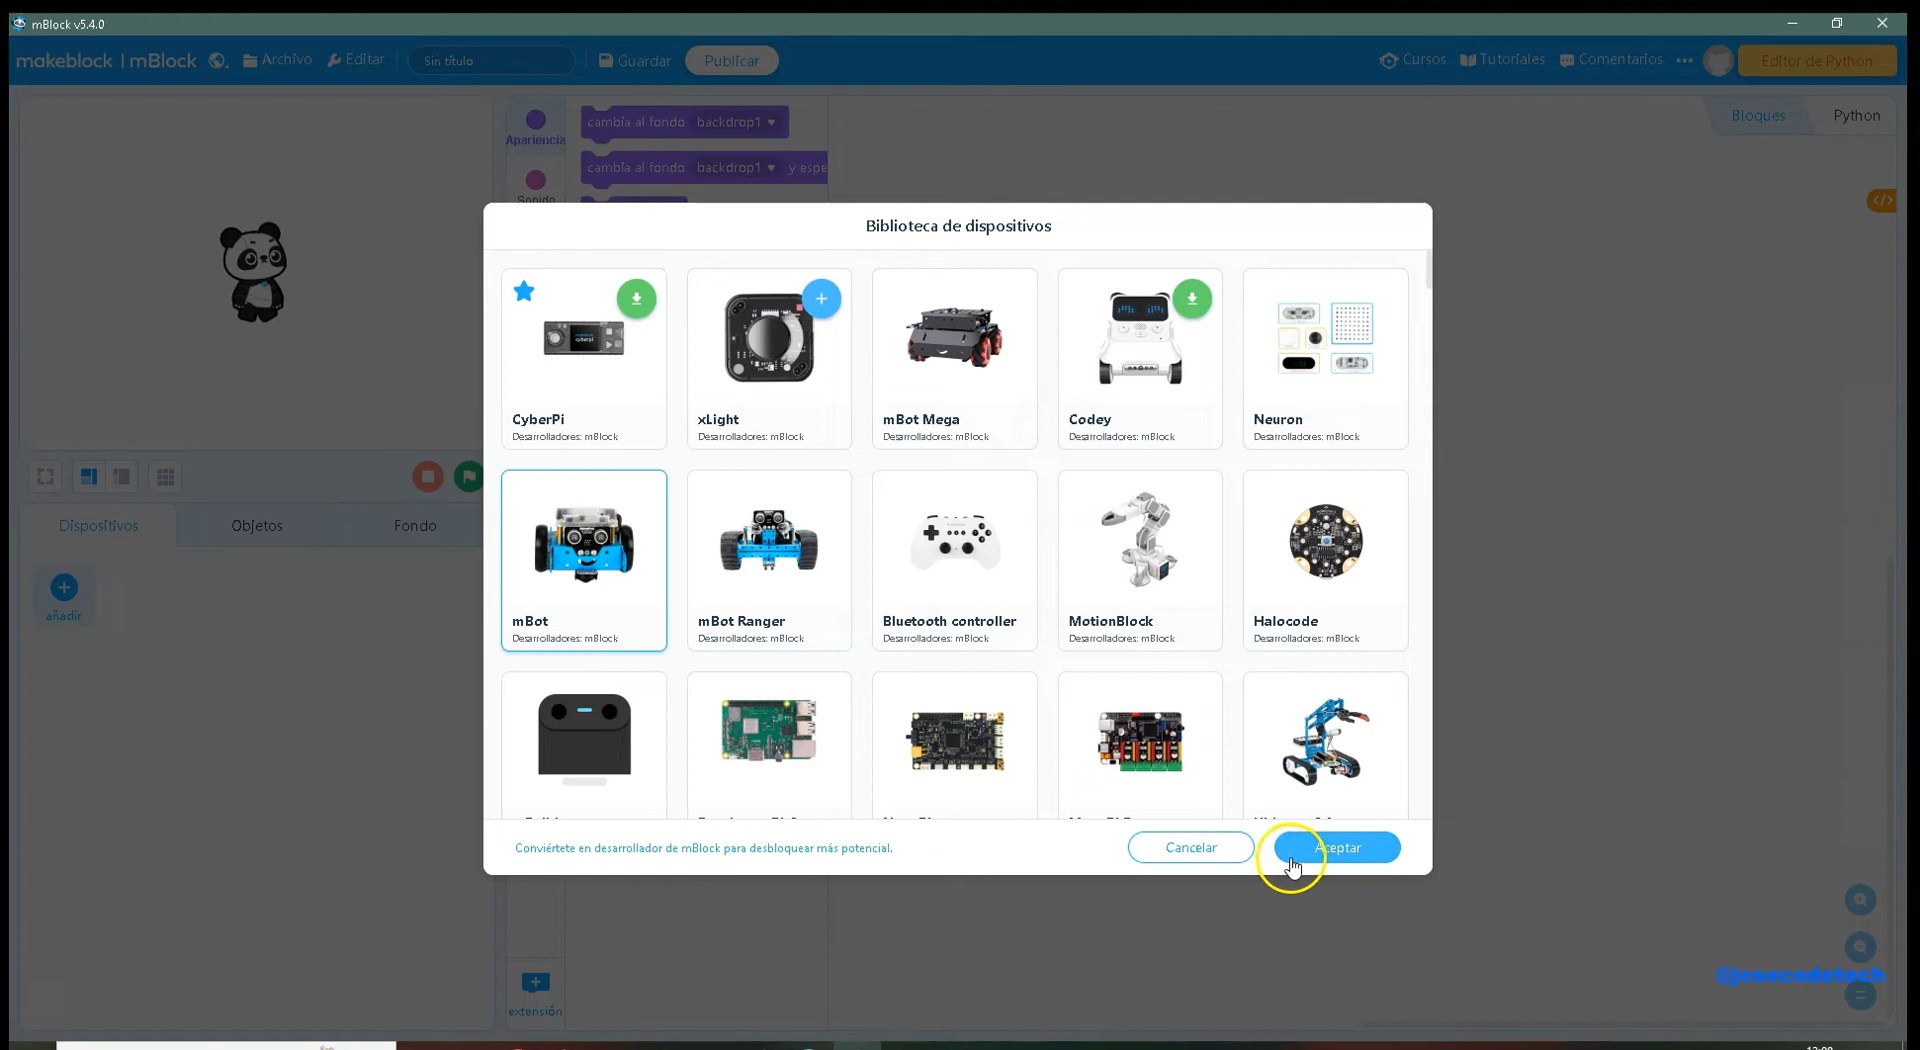 mBlock v5.4.0
makeblock | mBlock Archivo Editar Sin título Guardar Publicar Cursos Tutoriales Comentarios Editor de Python
cambia al fondo backdrop1
Apariencia
Bloques Python
cambia al fondo backdrop1 y espe
Sonido
Biblioteca de dispositivos
CyberPi xLight mBot Mega Codey Neuron
Desarrolladores: mBlock Desarrolladores: mBlock Desarrolladores: mBlock Desarrolladores: mBlock Desarrolladores: mBlock
Dispositivos Objetos Fondo
añadir
mBot mBot Ranger Bluetooth controller MotionBlock Halocode
Desarrolladores: mBlock Desarrolladores: mBlock Desarrolladores: mBlock Desarrolladores: mBlock Desarrolladores: mBlock
Conviértete en desarrollador de mBlock para desbloquear más potencial. Cancelar Aceptar
@josecodetech
extensión